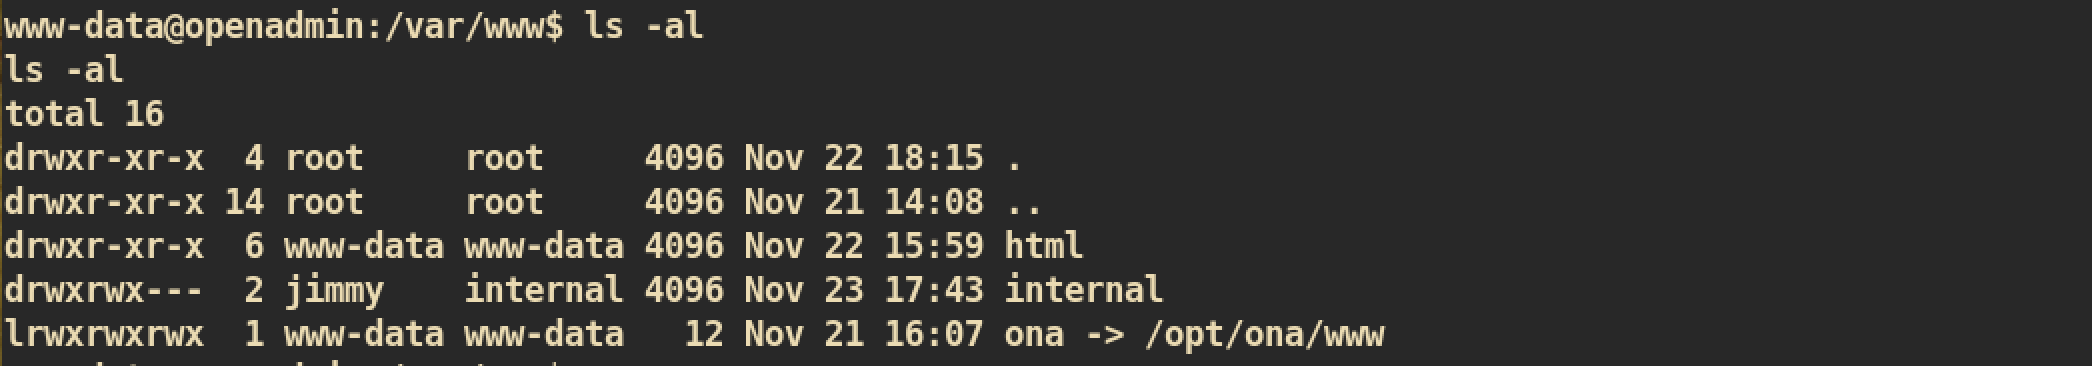 www-data@openadmin:/var/www$ ls -al
ls -al
total 16
drwxr-xr-x  4 root     root     4096 Nov 22 18:15 .
drwxr-xr-x 14 root     root     4096 Nov 21 14:08 ..
drwxr-xr-x  6 www-data www-data 4096 Nov 22 15:59 html
drwxrwx---  2 jimmy    internal 4096 Nov 23 17:43 internal
lrwxrwxrwx  1 www-data www-data   12 Nov 21 16:07 ona -> /opt/ona/www